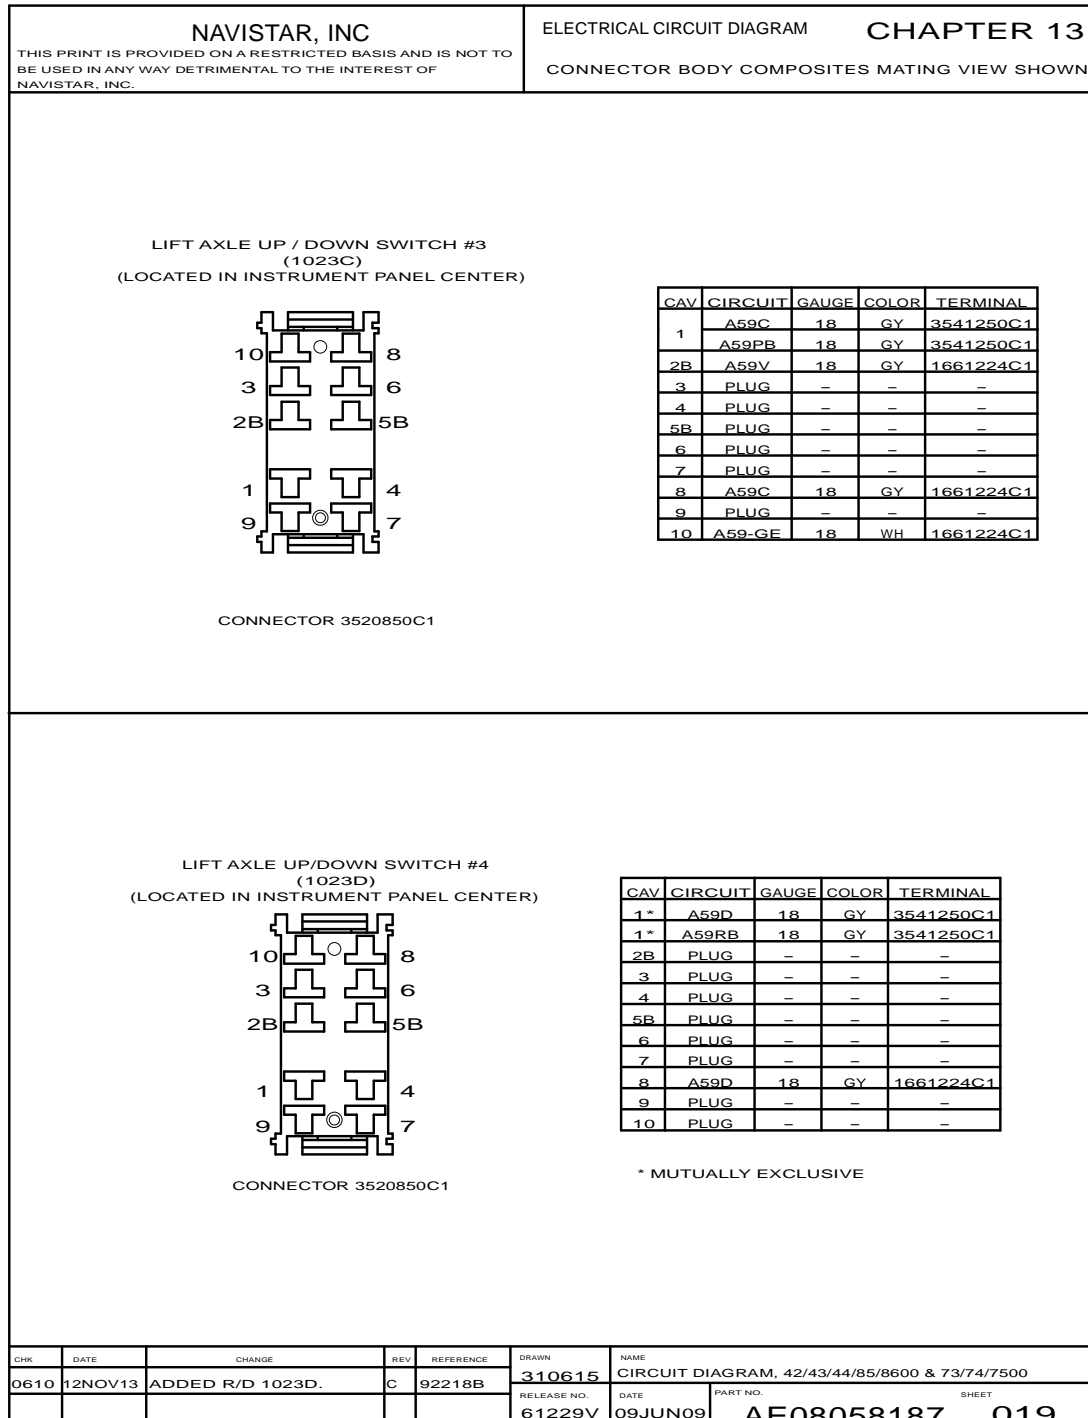 NAVISTAR, INC
THIS PRINT IS PROVIDED ON A RESTRICTED BASIS AND IS NOT TO
BE USED IN ANY WAY DETRIMENTAL TO THE INTEREST OF
NAVISTAR, INC.
ELECTRICAL CIRCUIT DIAGRAM CHAPTER 13
CONNECTOR BODY COMPOSITES MATING VIEW SHOWN
LIFT AXLE UP / DOWN SWITCH #3
(1023C)
(LOCATED IN INSTRUMENT PANEL CENTER)
10 8
3 6
2B 5B
1 4
9 7
CONNECTOR 3520850C1
CAV CIRCUIT GAUGE COLOR TERMINAL
1 A59C 18 GY 3541250C1
A59PB 18 GY 3541250C1
2B A59V 18 GY 1661224C1
3 PLUG – – –
4 PLUG – – –
5B PLUG – – –
6 PLUG – – –
7 PLUG – – –
8 A59C 18 GY 1661224C1
9 PLUG – – –
10 A59-GE 18 WH 1661224C1
LIFT AXLE UP/DOWN SWITCH #4
(1023D)
(LOCATED IN INSTRUMENT PANEL CENTER)
10 8
3 6
2B 5B
1 4
9 7
CONNECTOR 3520850C1
CAV CIRCUIT GAUGE COLOR TERMINAL
1* A59D 18 GY 3541250C1
1* A59RB 18 GY 3541250C1
2B PLUG – – –
3 PLUG – – –
4 PLUG – – –
5B PLUG – – –
6 PLUG – – –
7 PLUG – – –
8 A59D 18 GY 1661224C1
9 PLUG – – –
10 PLUG – – –
* MUTUALLY EXCLUSIVE
CHK DATE CHANGE REV REFERENCE
0610 12NOV13 ADDED R/D 1023D. C 92218B
DRAWN
310615
NAME
CIRCUIT DIAGRAM, 42/43/44/85/8600 & 73/74/7500
RELEASE NO. DATE PART NO. SHEET
61229V 09JUN09 AE08058187 019